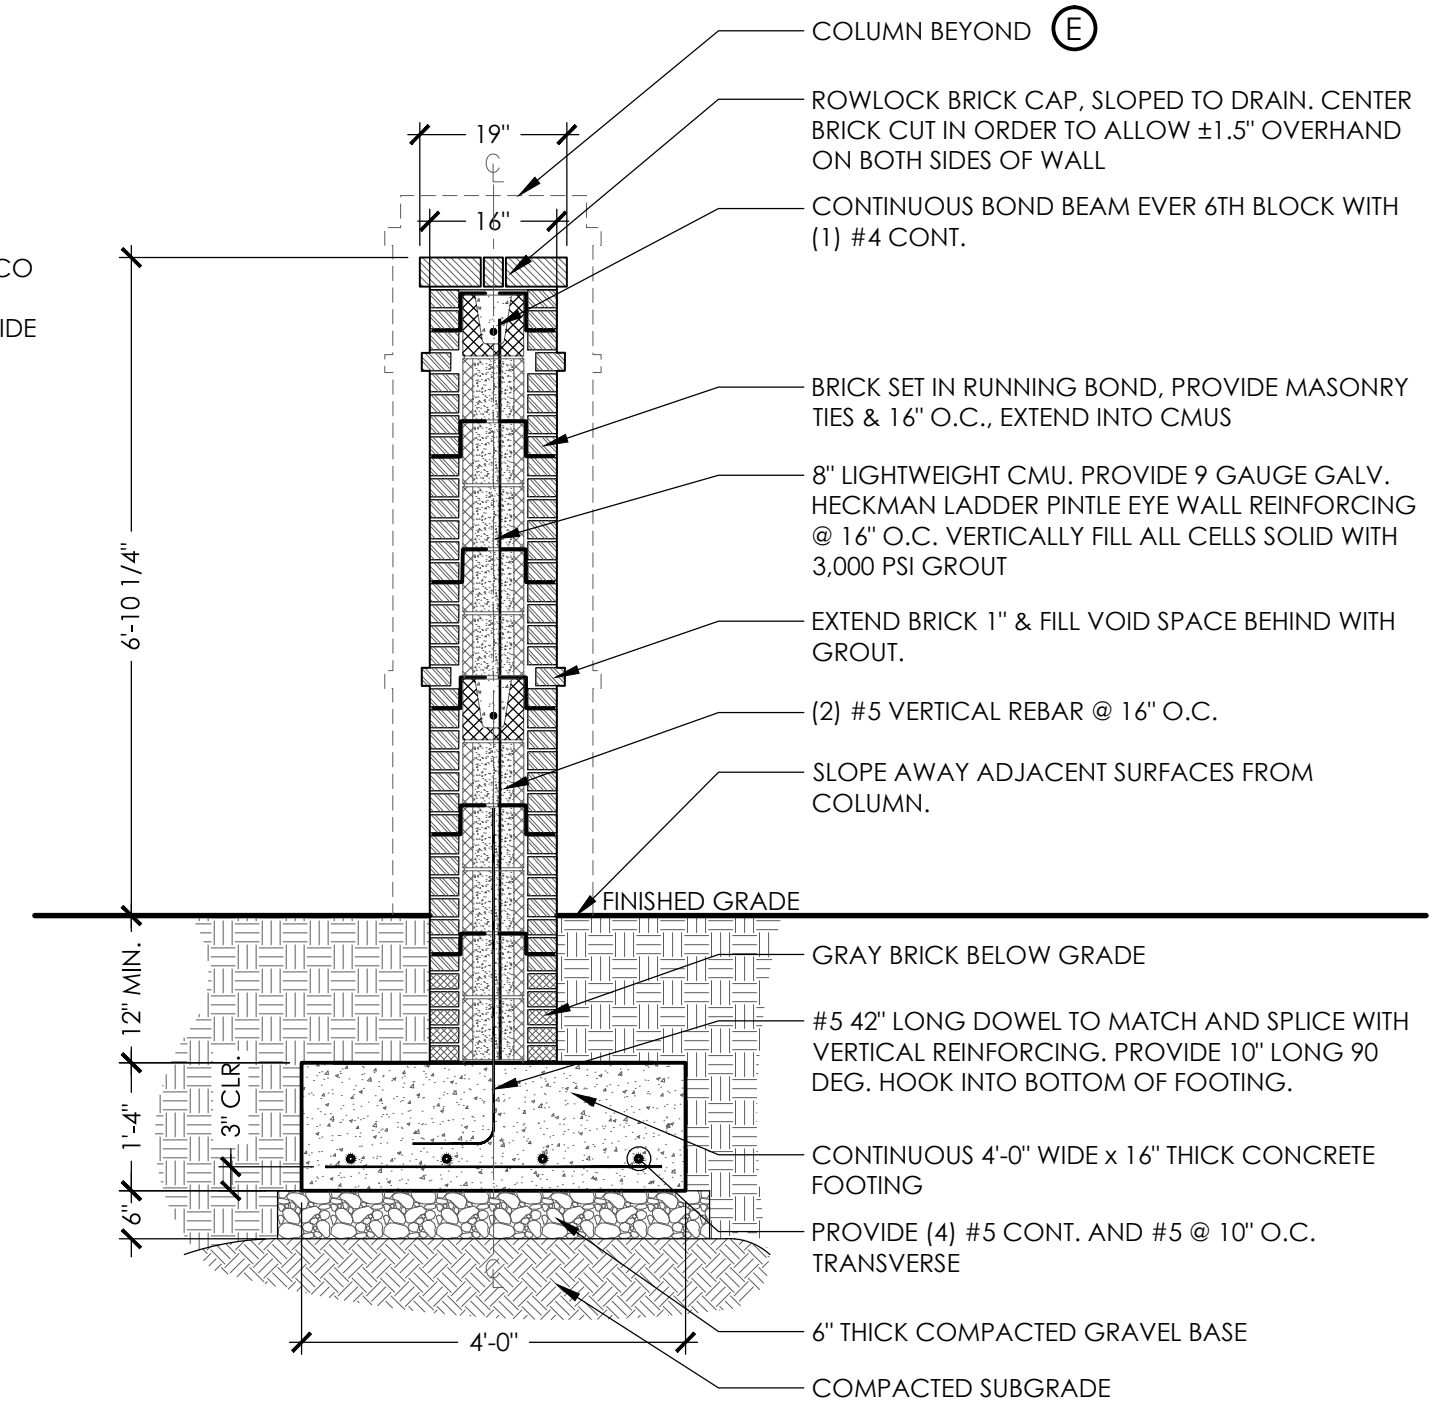 COLUMN BEYOND E
ROWLOCK BRICK CAP, SLOPED TO DRAIN. CENTER
BRICK CUT IN ORDER TO ALLOW ±1.5" OVERHAND
ON BOTH SIDES OF WALL
19"
℄
CONTINUOUS BOND BEAM EVER 6TH BLOCK WITH
(1) #4 CONT.
16"
CO
IDE
BRICK SET IN RUNNING BOND, PROVIDE MASONRY
TIES & 16" O.C., EXTEND INTO CMUS
8" LIGHTWEIGHT CMU. PROVIDE 9 GAUGE GALV.
HECKMAN LADDER PINTLE EYE WALL REINFORCING
@ 16" O.C. VERTICALLY FILL ALL CELLS SOLID WITH
3,000 PSI GROUT
6'-10 1/4"
EXTEND BRICK 1" & FILL VOID SPACE BEHIND WITH
GROUT.
(2) #5 VERTICAL REBAR @ 16" O.C.
SLOPE AWAY ADJACENT SURFACES FROM
COLUMN.
FINISHED GRADE
GRAY BRICK BELOW GRADE
12" MIN.
#5 42" LONG DOWEL TO MATCH AND SPLICE WITH
VERTICAL REINFORCING. PROVIDE 10" LONG 90
DEG. HOOK INTO BOTTOM OF FOOTING.
3" CLR.
1'-4"
CONTINUOUS 4'-0" WIDE x 16" THICK CONCRETE
FOOTING
6"
PROVIDE (4) #5 CONT. AND #5 @ 10" O.C.
TRANSVERSE
℄
6" THICK COMPACTED GRAVEL BASE
4'-0"
COMPACTED SUBGRADE